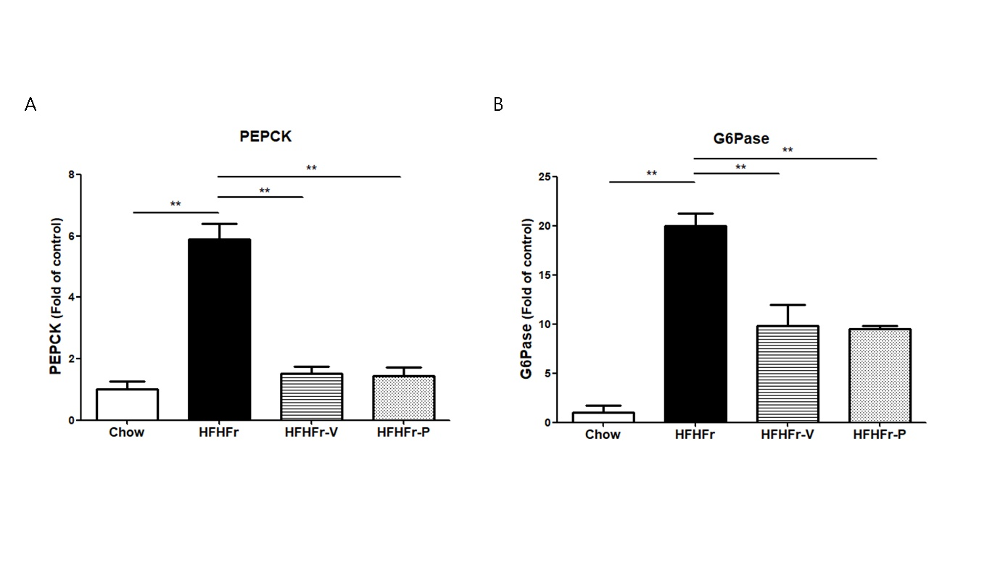 A
PEPCK
**
**
**
8
6
4
2
0
PEPCK (Fold of control)
Chow HFHFr HFHFr-V HFHFr-P
B
G6Pase
**
**
**
25
20
15
10
5
0
G6Pase (Fold of control)
Chow HFHFr HFHFr-V HFHFr-P